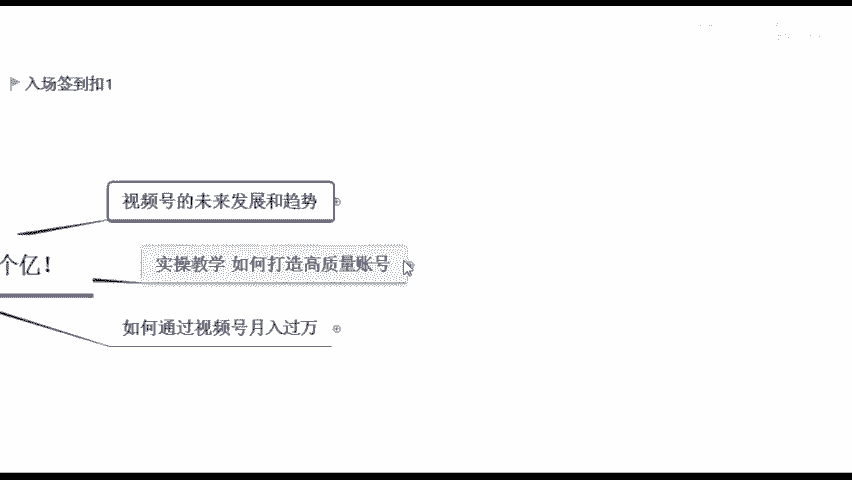 入场签到扣1
视频号的未来发展和趋势
个亿！
实操教学 如何打造高质量账号
如何通过视频号月入过万